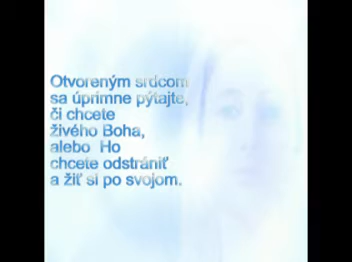 Otvoreným srdcom
sa úprimne pýtajte,
či chcete
živého Boha,
alebo Ho
chcete odstrániť
a žiť si po svojom.